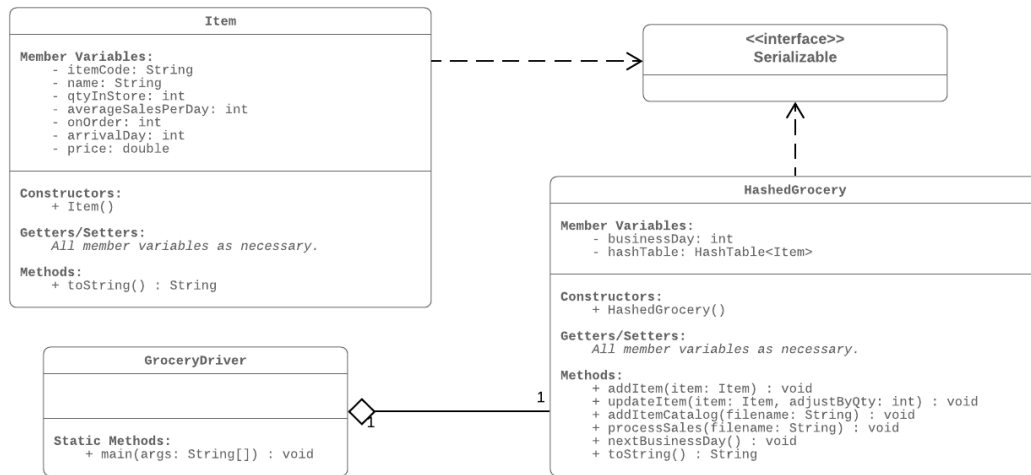 Item
Member Variables:
- itemCode: String
- name: String
- qtyInStore: int
- averageSalesPerDay: int
- onOrder: int
- arrivalDay: int
- price: double
Constructors:
+ Item()
Getters/Setters:
All member variables as necessary.
Methods:
+ toString() : String
<<interface>>
Serializable
HashedGrocery
Member Variables:
- businessDay: int
- hashTable: HashTable<Item>
Constructors:
+ HashedGrocery()
Getters/Setters:
All member variables as necessary.
Methods:
+ addItem(item: Item) : void
+ updateItem(item: Item, adjustByQty: int) : void
+ addItemCatalog(filename: String) : void
+ processSales(filename: String) : void
+ nextBusinessDay() : void
+ toString() : String
GroceryDriver
Static Methods:
+ main(args: String[]) : void
1
1